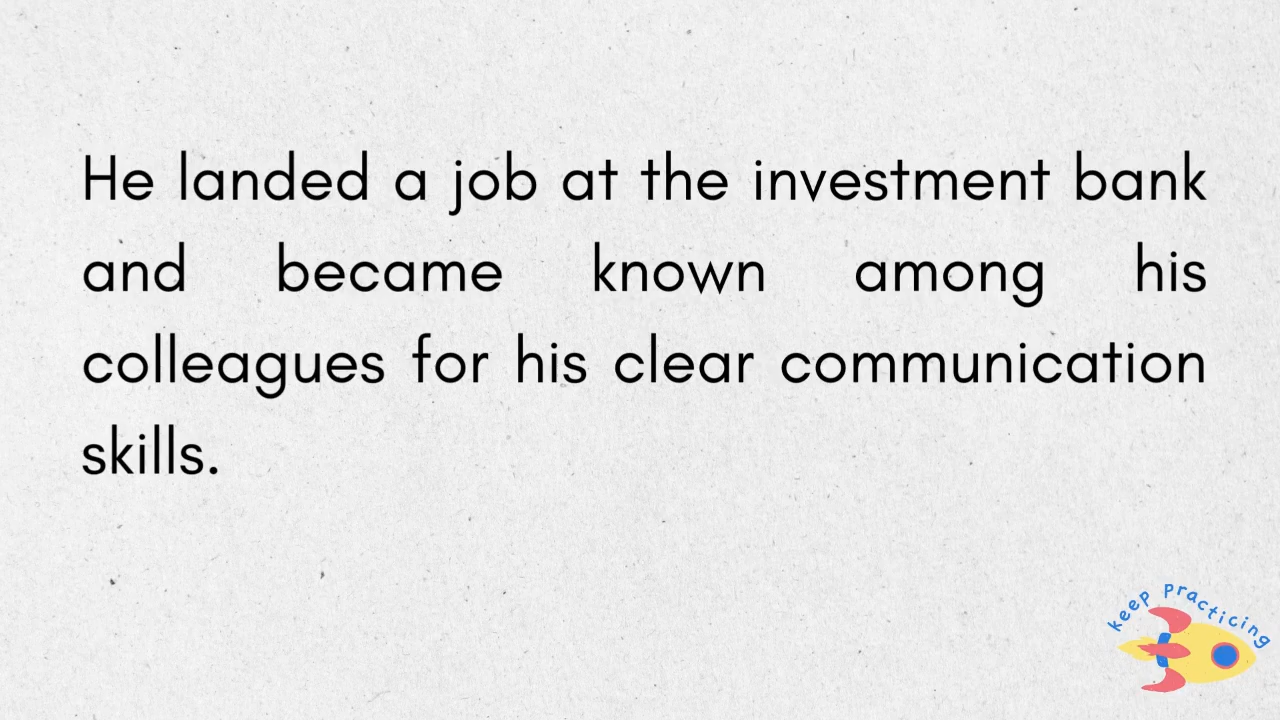 He landed a job at the investment bank
and became known among his
colleagues for his clear communication
skills.
keep practicing